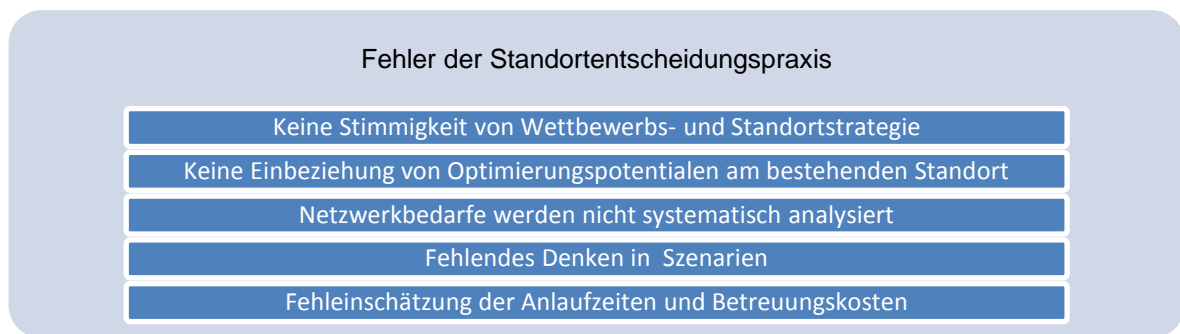 Fehler der Standortentscheidungspraxis
Keine Stimmigkeit von Wettbewerbs- und Standortstrategie
Keine Einbeziehung von Optimierungspotentialen am bestehenden Standort
Netzwerkbedarfe werden nicht systematisch analysiert
Fehlendes Denken in Szenarien
Fehleinschätzung der Anlaufzeiten und Betreuungskosten